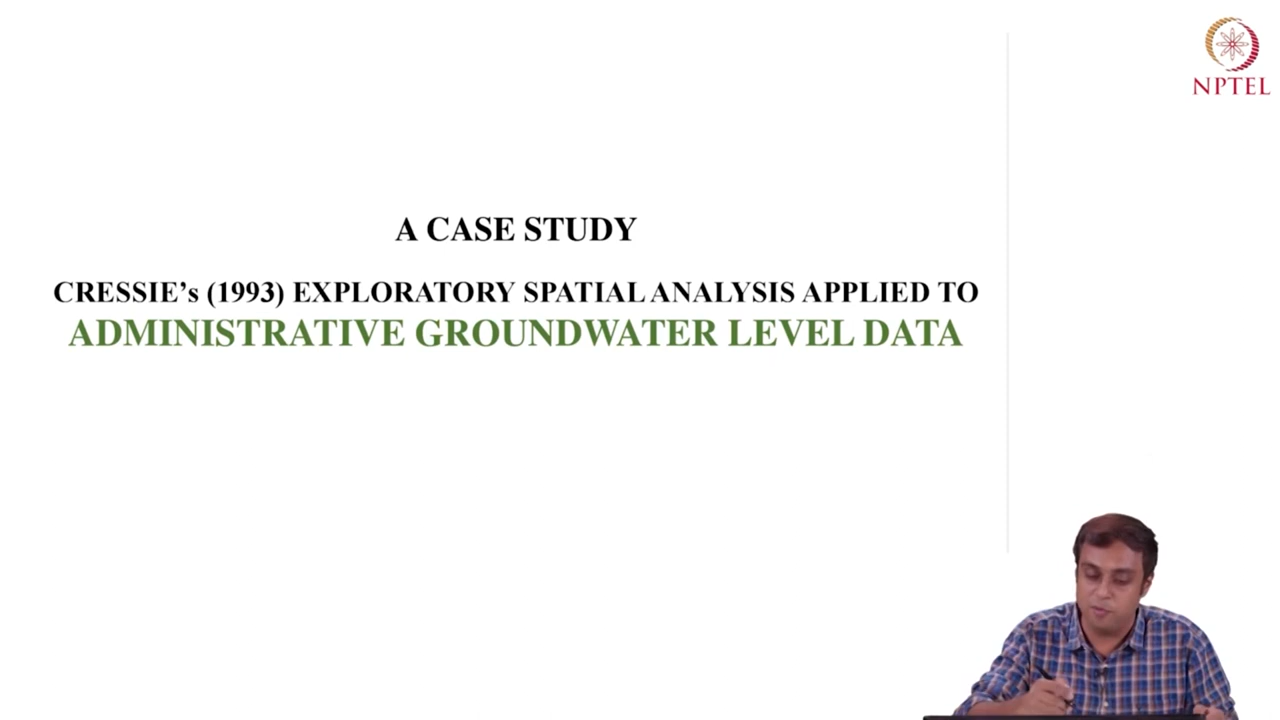 NPTEL
A CASE STUDY
CRESSIE's (1993) EXPLORATORY SPATIAL ANALYSIS APPLIED TO
ADMINISTRATIVE GROUNDWATER LEVEL DATA